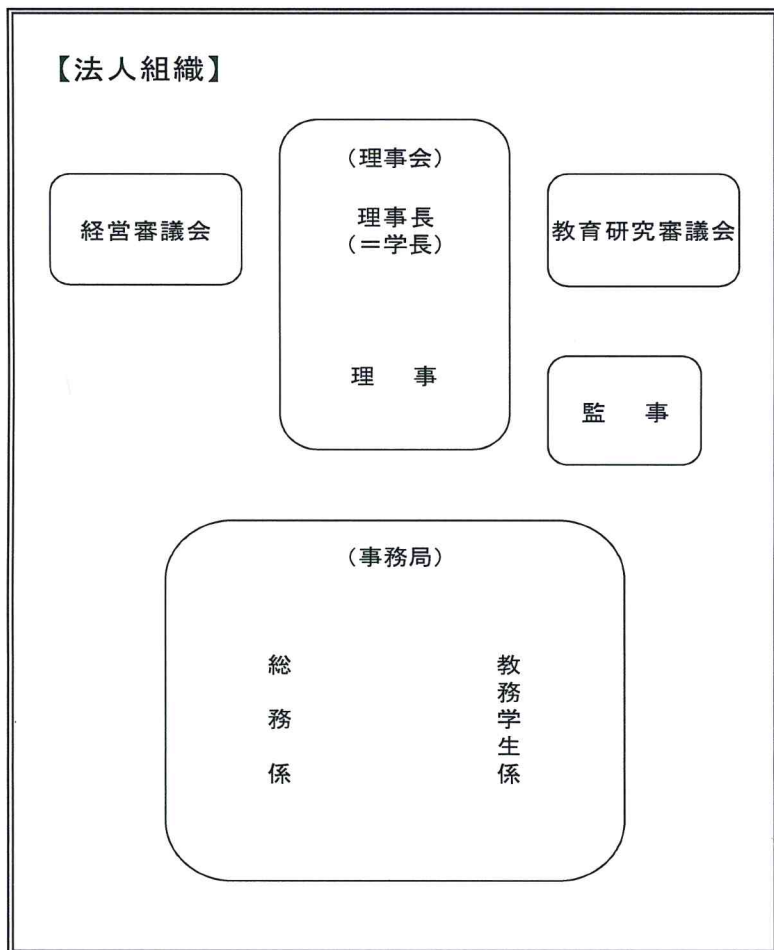 【法人組織】
(理事会)
経営審議会
理事長
(=学長)
教育研究審議会
理 事
監 事
(事務局)
総務係
教務学生係